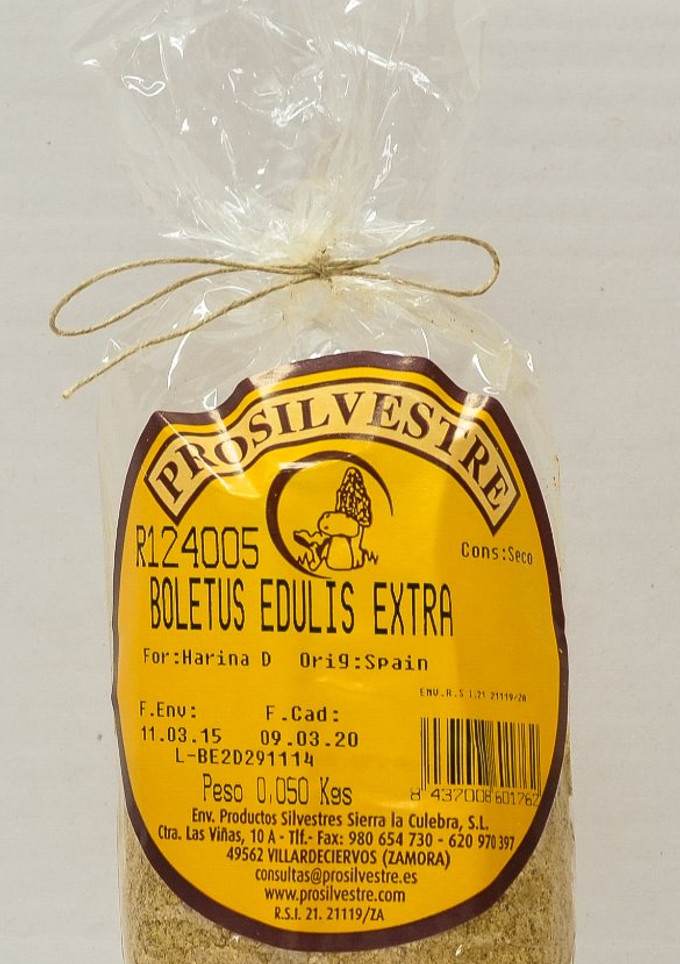 PROSILVESTRE
R124005
Cons:Seco
BOLETUS EDULIS EXTRA
For:Harina D Orig:Spain
ENV.R.S I.21 21119/ZA
F.Env: F.Cad:
11.03.15 09.03.20
L-BE2D291114
Peso 0,050 Kgs
8 437008 601762
Env. Productos Silvestres Sierra la Culebra, S.L.
Ctra. Las Viñas, 10 A - Tlf.- Fax: 980 654 730 - 620 970 397
49562 VILLARDECIERVOS (ZAMORA)
consultas@prosilvestre.es
www.prosilvestre.com
R.S.I. 21. 21119/ZA